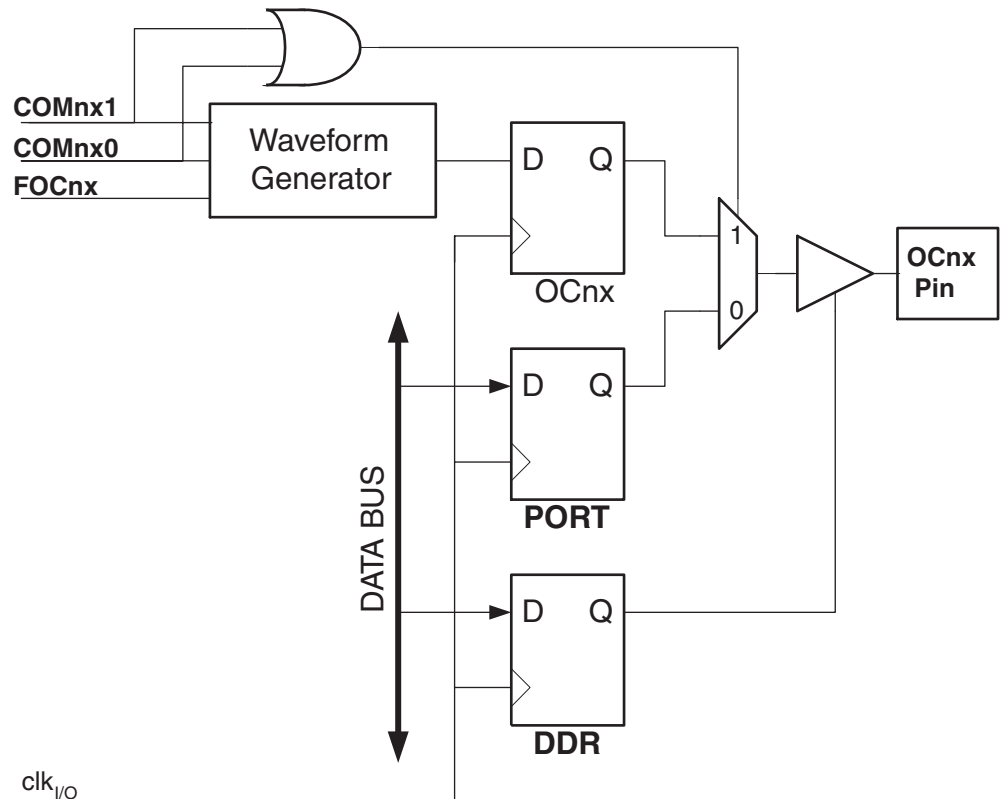 COMnx1
COMnx0
FOCnx
Waveform
Generator
D Q
OCnx
1
0
OCnx
Pin
D Q
PORT
DATA BUS
D Q
DDR
clkI/O